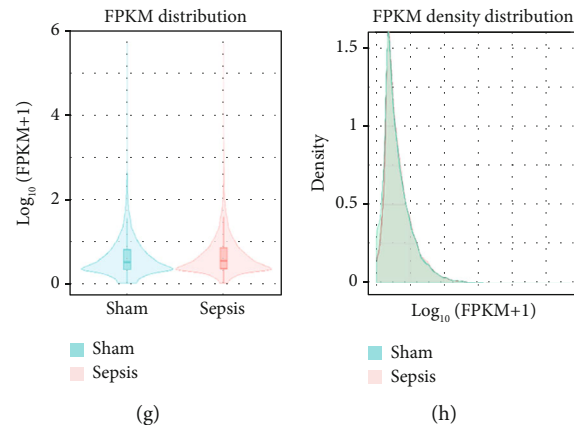 FPKM distribution
6
4
2
0
Log10 (FPKM+1)
Sham Sepsis
Sham
Sepsis
(g)
FPKM density distribution
1.5
1
0.5
0
Density
Log10 (FPKM+1)
Sham
Sepsis
(h)